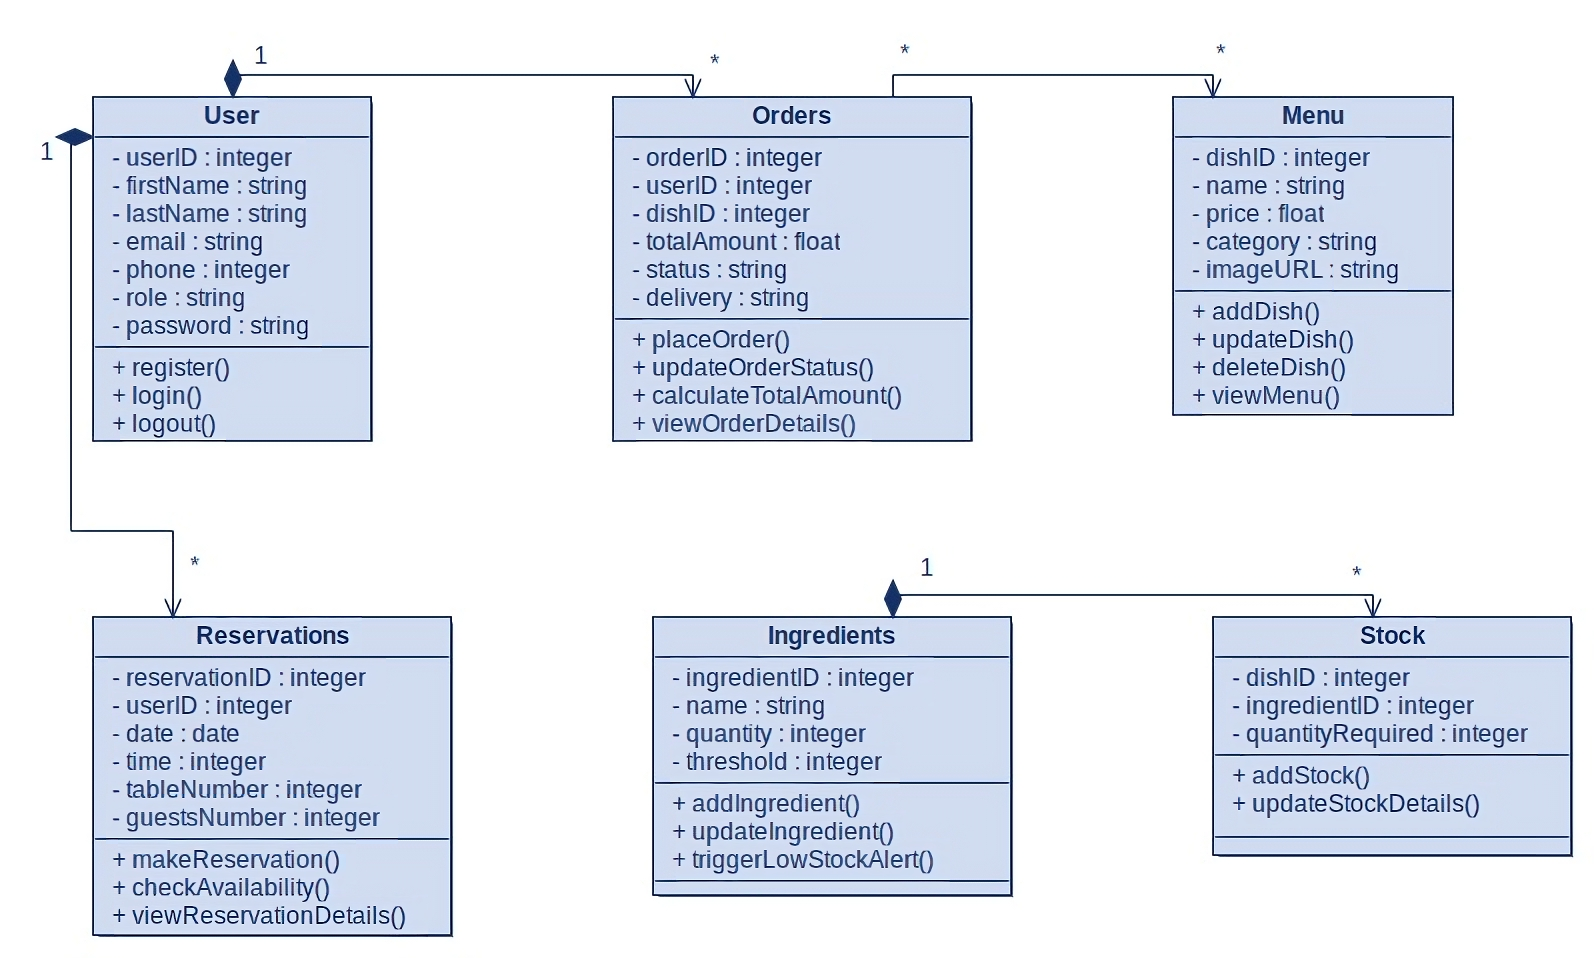 1
*
*
*
User
- userID : integer
- firstName : string
- lastName : string
- email : string
- phone : integer
- role : string
- password : string
+ register()
+ login()
+ logout()
1
Orders
- orderID : integer
- userID : integer
- dishID : integer
- totalAmount : float
- status : string
- delivery : string
+ placeOrder()
+ updateOrderStatus()
+ calculateTotalAmount()
+ viewOrderDetails()
Menu
- dishID : integer
- name : string
- price : float
- category : string
- imageURL : string
+ addDish()
+ updateDish()
+ deleteDish()
+ viewMenu()
*
1
*
Reservations
- reservationID : integer
- userID : integer
- date : date
- time : integer
- tableNumber : integer
- guestsNumber : integer
+ makeReservation()
+ checkAvailability()
+ viewReservationDetails()
Ingredients
- ingredientID : integer
- name : string
- quantity : integer
- threshold : integer
+ addIngredient()
+ updateIngredient()
+ triggerLowStockAlert()
Stock
- dishID : integer
- ingredientID : integer
- quantityRequired : integer
+ addStock()
+ updateStockDetails()